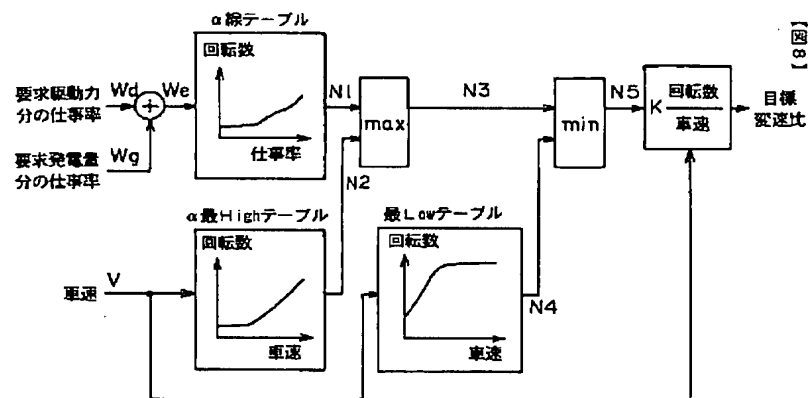 【図8】
α線テーブル
回転数
仕事率
要求駆動力
分の仕事率
Wd
We
要求発電量
分の仕事率
Wg
N1
max
N2
N3
min
N5
K 回転数
車速
目標
変速比
α最Highテーブル
回転数
車速
車速
V
最Lowテーブル
回転数
車速
N4